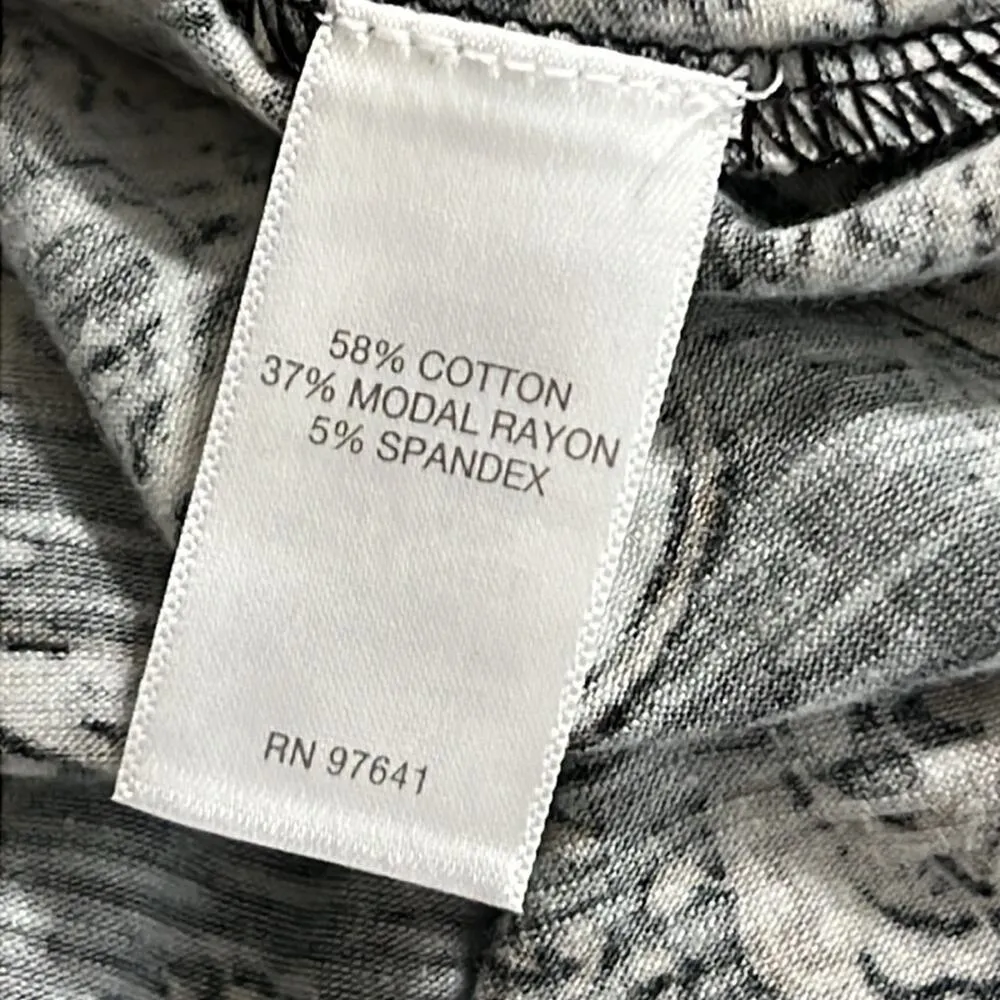 58% COTTON
37% MODAL RAYON
5% SPANDEX
RN 97641